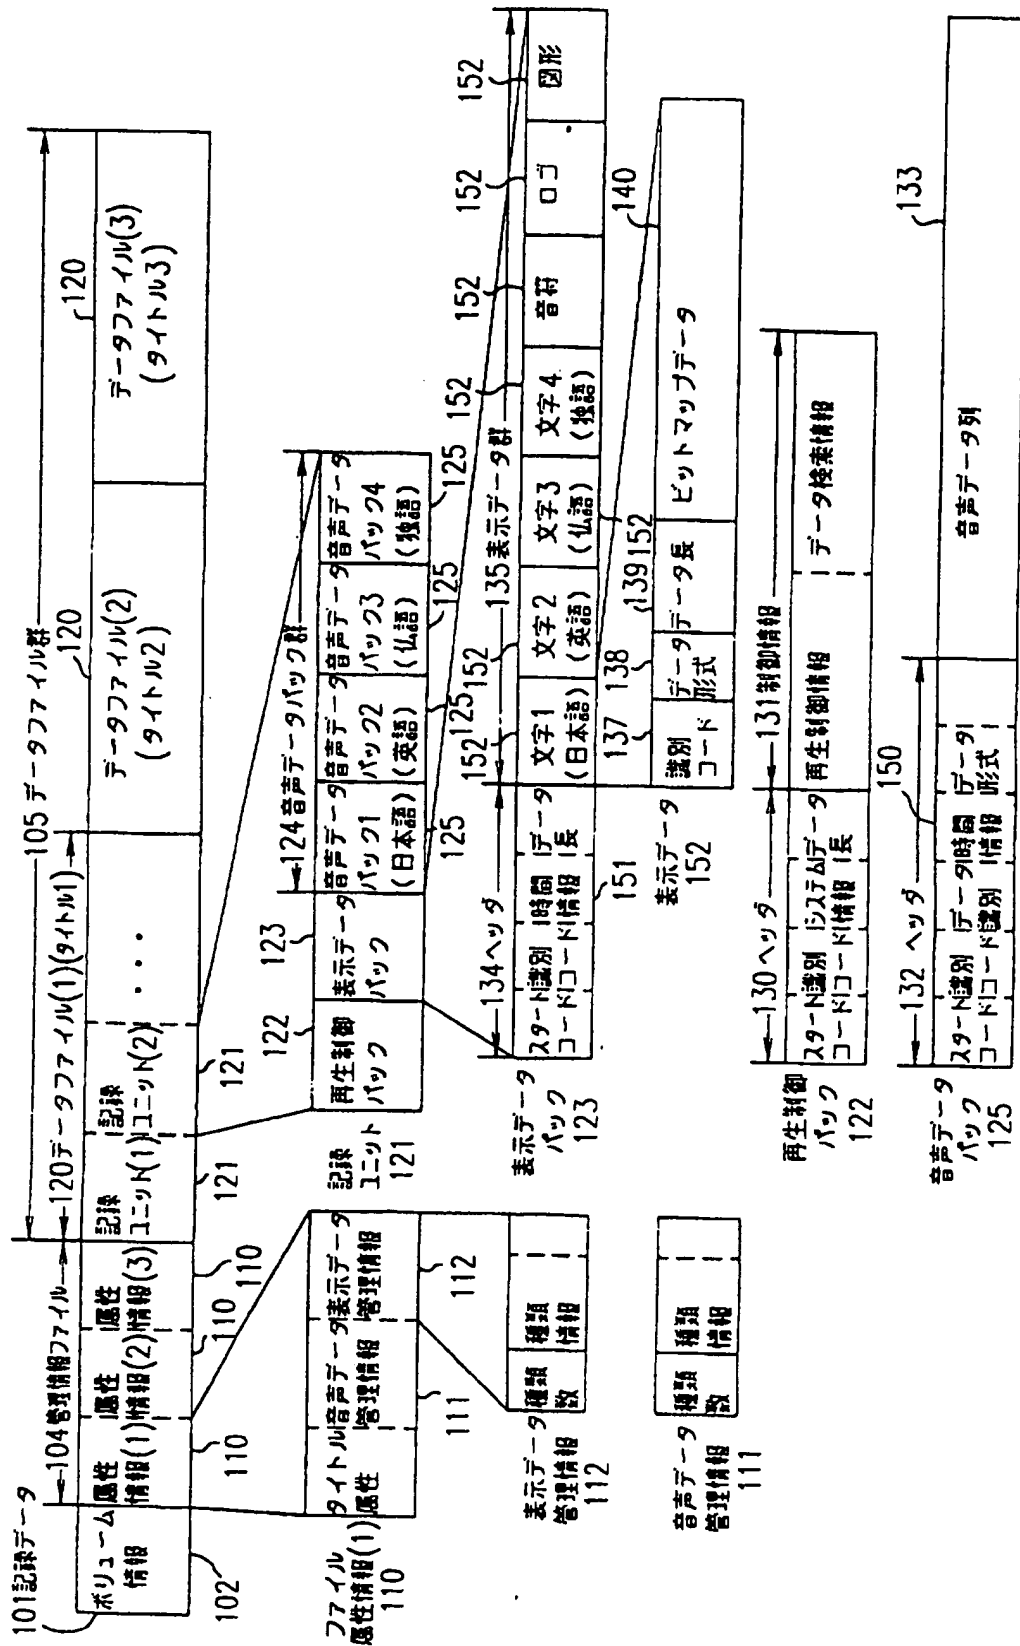 101記録データ
104管理情報ファイル
120データファイル(1)(タイトル1)
105データファイル群
ボリューム
情報
属性
情報(1)
属性
情報(2)
属性
情報(3)
記録
ユニット(1)
記録
ユニット(2)
・・・
データファイル(2)
(タイトル2)
データファイル(3)
(タイトル3)
102
110
110
110
121
121
120
120
ファイル
属性情報(1)
110
タイトル
属性
音声データ
管理情報
表示データ
管理情報
111
112
表示データ
管理情報
112
種類
数
種類
情報
音声データ
管理情報
111
種類
数
種類
情報
記録
ユニット
121
122
123
124音声データパック群
再生制御
パック
表示データ
パック
音声データ
パック1
(日本語)
音声データ
パック2
(英語)
音声データ
パック3
(仏語)
音声データ
パック4
(独語)
125
125
125
125
表示データ
パック
123
134ヘッダ
135表示データ群
スタート
コード
識別
コード
時間
情報
データ
長
文字1
(日本語)
文字2
(英語)
文字3
(仏語)
文字4
(独語)
音符
ロゴ
図形
151
152
152
152
152
152
152
152
表示データ
152
137
138
139
140
識別
コード
データ
形式
データ長
ビットマップデータ
再生制御
パック
122
130ヘッダ
131制御情報
スタート
コード
識別
コード
システム
情報
データ
長
再生制御情報
データ検索情報
音声データ
パック
125
132 ヘッダ
150
133
スタート
コード
識別
コード
データ
識別
時間
情報
データ
形式
音声データ列